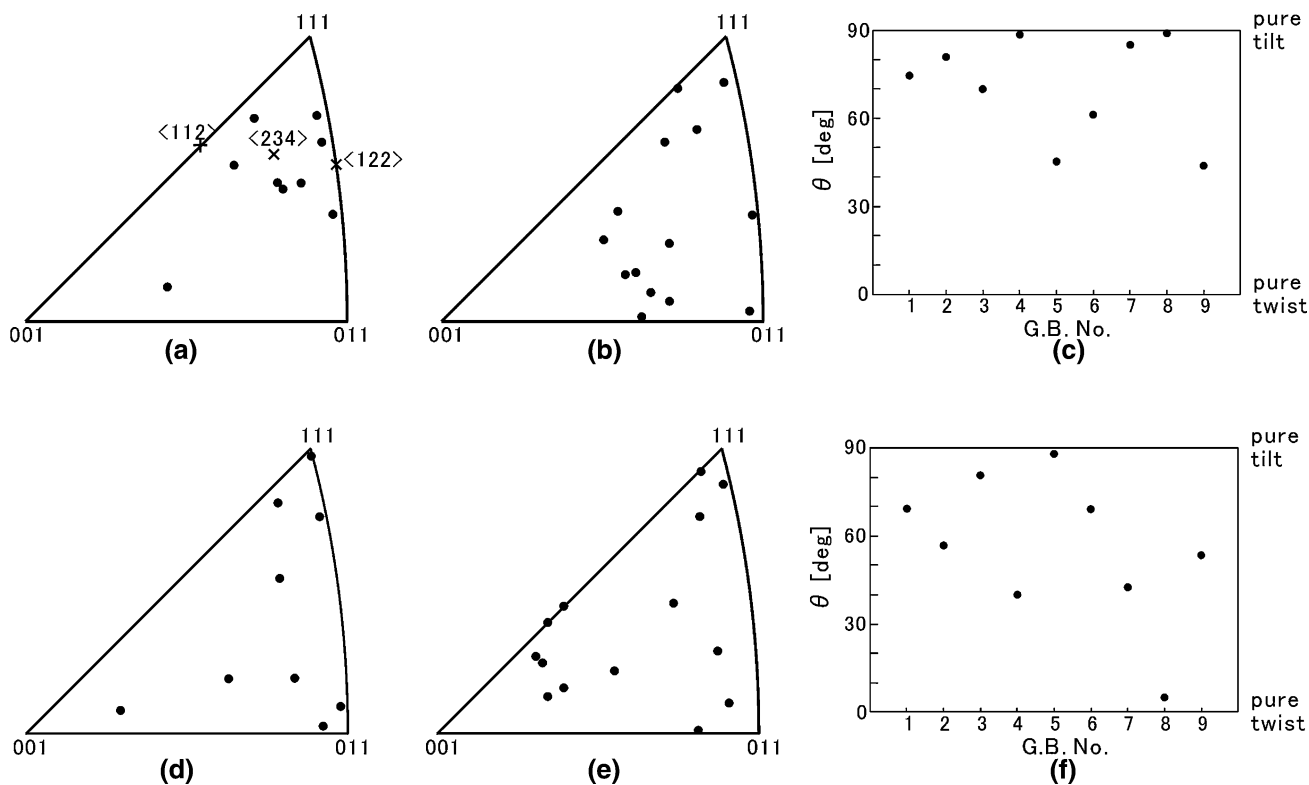 111
<112>
<234>
<122>
001
011
(a)
111
001
011
(b)
90
60
30
0
θ [deg]
1 2 3 4 5 6 7 8 9
G.B. No.
pure
tilt
pure
twist
(c)
111
001
011
(d)
111
001
011
(e)
90
60
30
0
θ [deg]
1 2 3 4 5 6 7 8 9
G.B. No.
pure
tilt
pure
twist
(f)